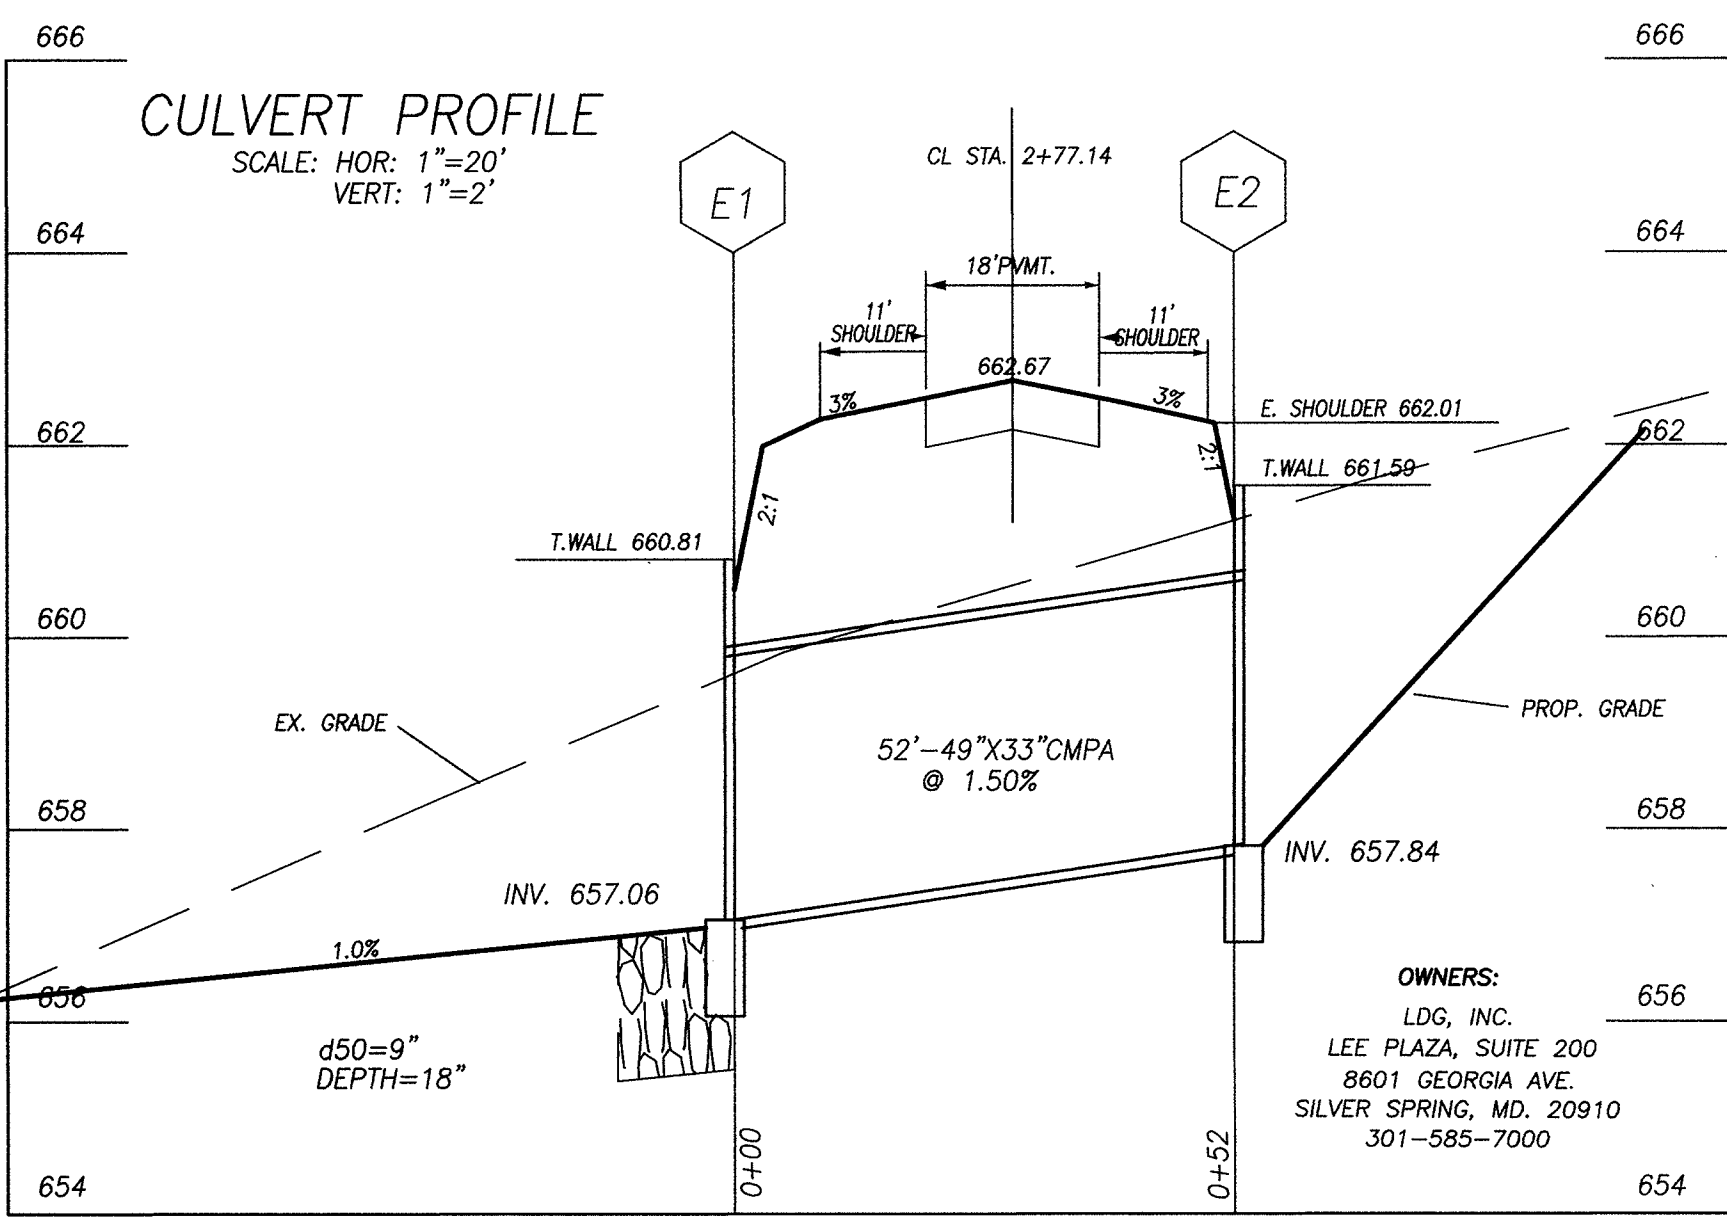 666
666
CULVERT PROFILE
SCALE: HOR: 1"=20'
VERT: 1"=2'
E1
CL STA. 2+77.14
E2
664
664
18'PVMT.
11'
SHOULDER
11'
SHOULDER
662.67
3%
3%
E. SHOULDER 662.01
662
662
2:1
2:1
T.WALL 661.59
T.WALL 660.81
660
660
EX. GRADE
PROP. GRADE
52'-49"X33"CMPA
@ 1.50%
658
658
INV. 657.84
INV. 657.06
1.0%
656
656
OWNERS:
LDG, INC.
LEE PLAZA, SUITE 200
8601 GEORGIA AVE.
SILVER SPRING, MD. 20910
301-585-7000
d50=9"
DEPTH=18"
0+00
0+52
654
654